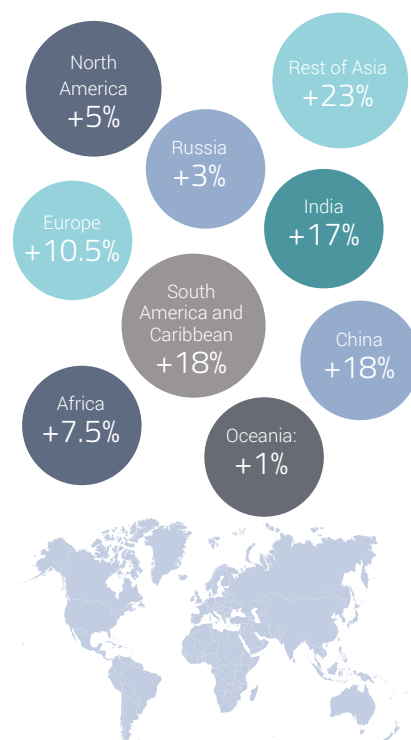 North
America
+5%
Rest of Asia
+23%
Russia
+3%
India
+17%
Europe
+10.5%
South
America and
Caribbean
+18%
China
+18%
Africa
+7.5%
Oceania:
+1%